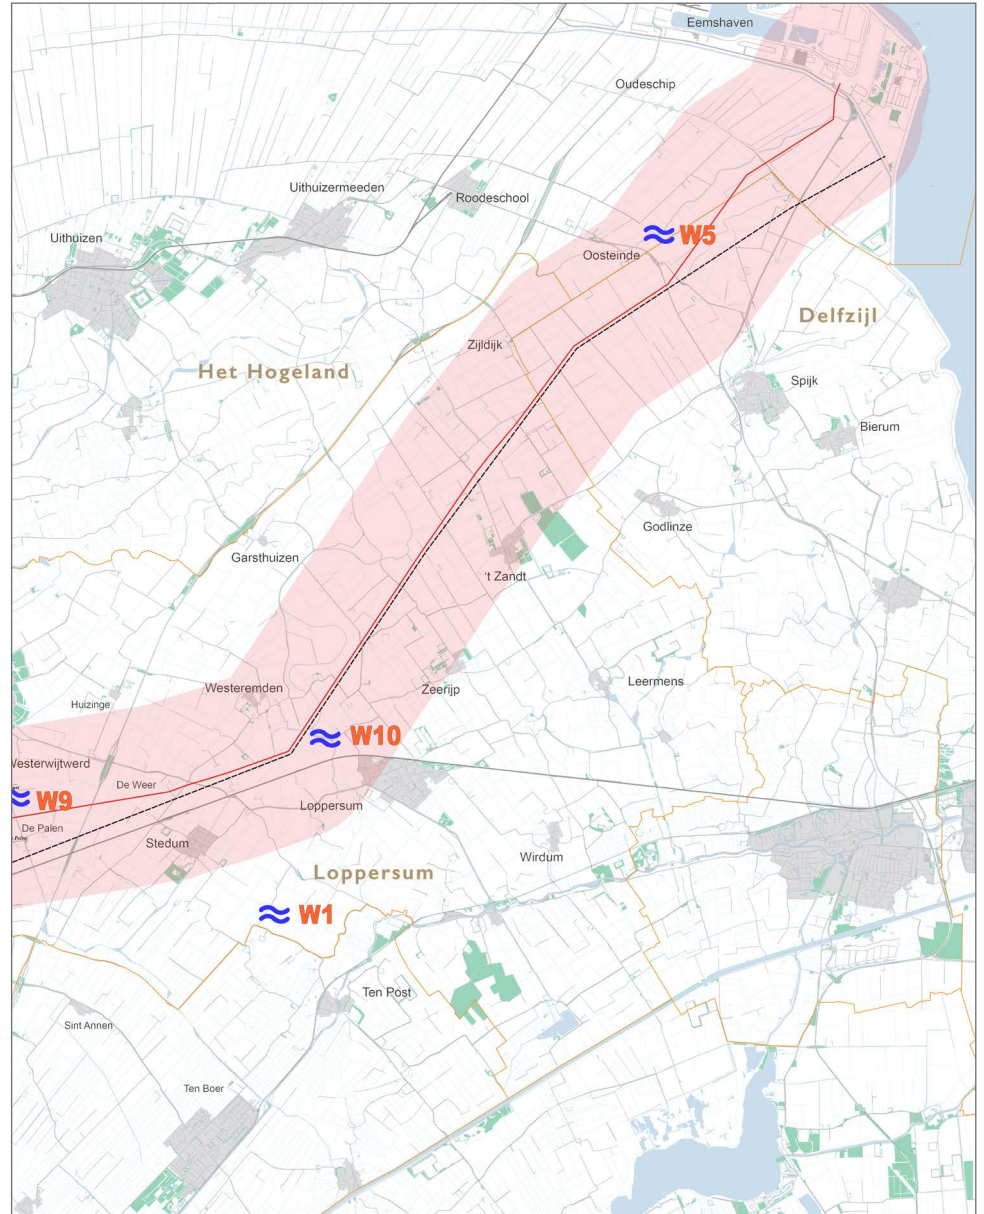 Eemshaven
Oudeschip
Uithuizermeeden
Roodeschool
Uithuizen
W5
Oosteinde
Delfzijl
Zijldijk
Het Hogeland
Spijk
Bierum
Godlinze
Garsthuizen
't Zandt
Leermens
Westeremden
Zeerijp
Huizinge
W10
Westerwijtwerd
De Weer
W9
Loppersum
De Palen
Stedum
Wirdum
Loppersum
W1
Ten Post
Sint Annen
Ten Boer